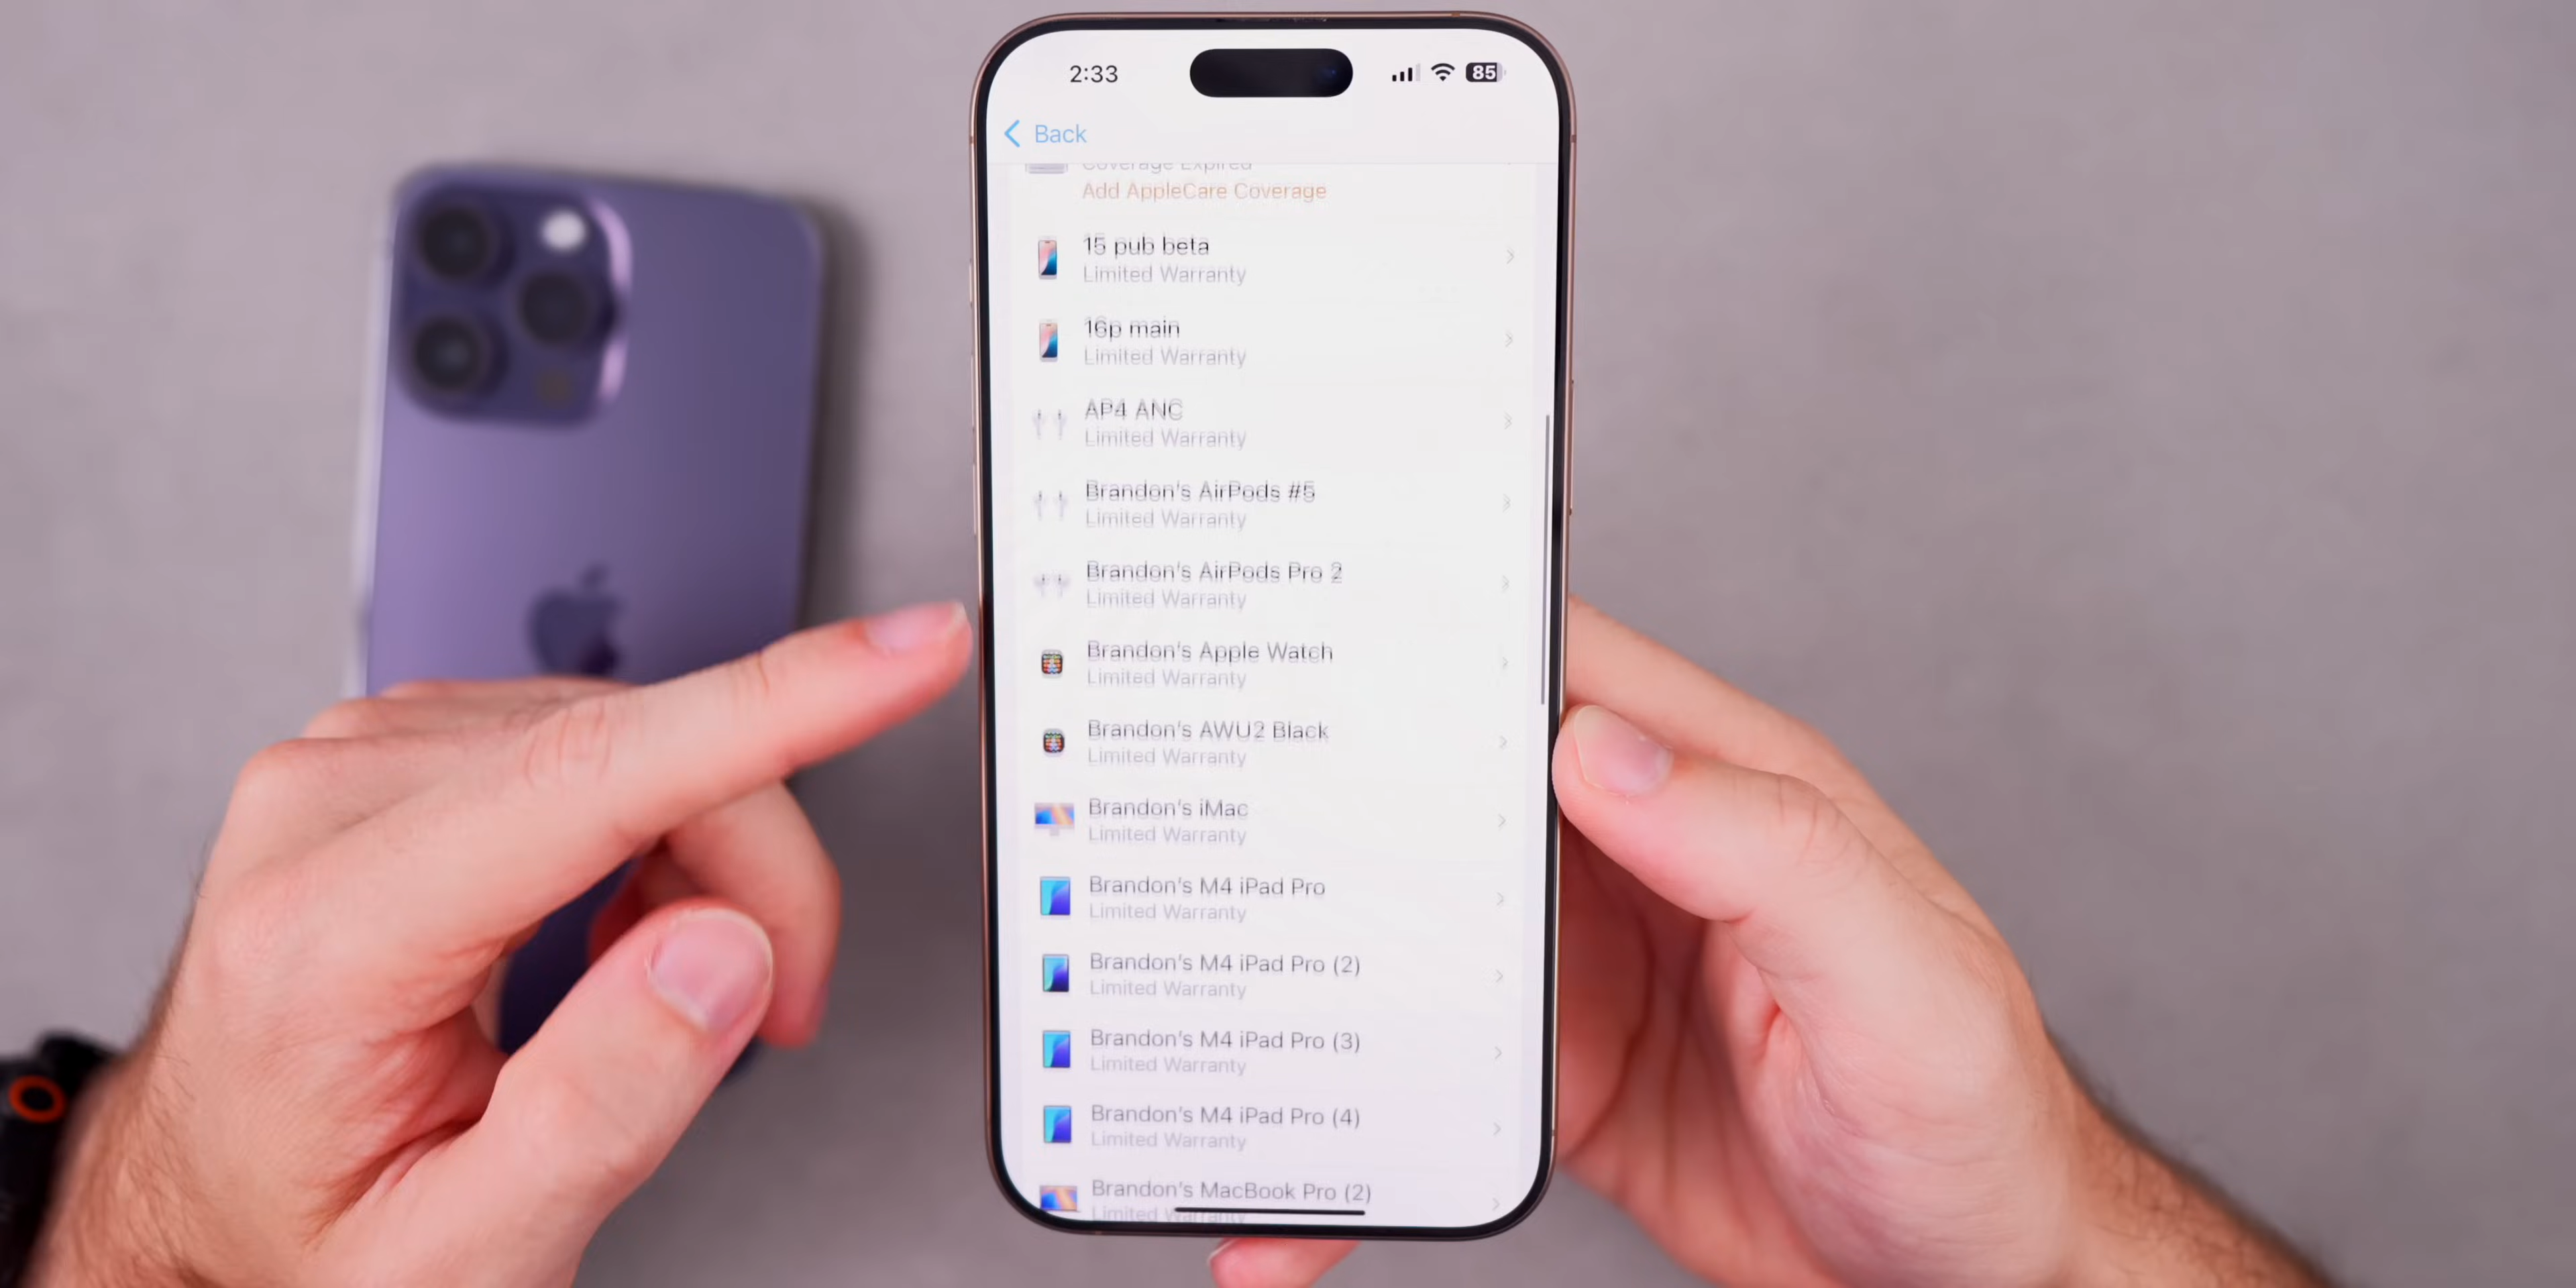 2:33
85
Back
Coverage Expired
Add AppleCare Coverage
15 pub beta
Limited Warranty
16p main
Limited Warranty
AP4 ANC
Limited Warranty
Brandon's AirPods #5
Limited Warranty
Brandon's AirPods Pro 2
Limited Warranty
Brandon's Apple Watch
Limited Warranty
Brandon's AWU2 Black
Limited Warranty
Brandon's iMac
Limited Warranty
Brandon's M4 iPad Pro
Limited Warranty
Brandon's M4 iPad Pro (2)
Limited Warranty
Brandon's M4 iPad Pro (3)
Limited Warranty
Brandon's M4 iPad Pro (4)
Limited Warranty
Brandon's MacBook Pro (2)
Limited Warranty